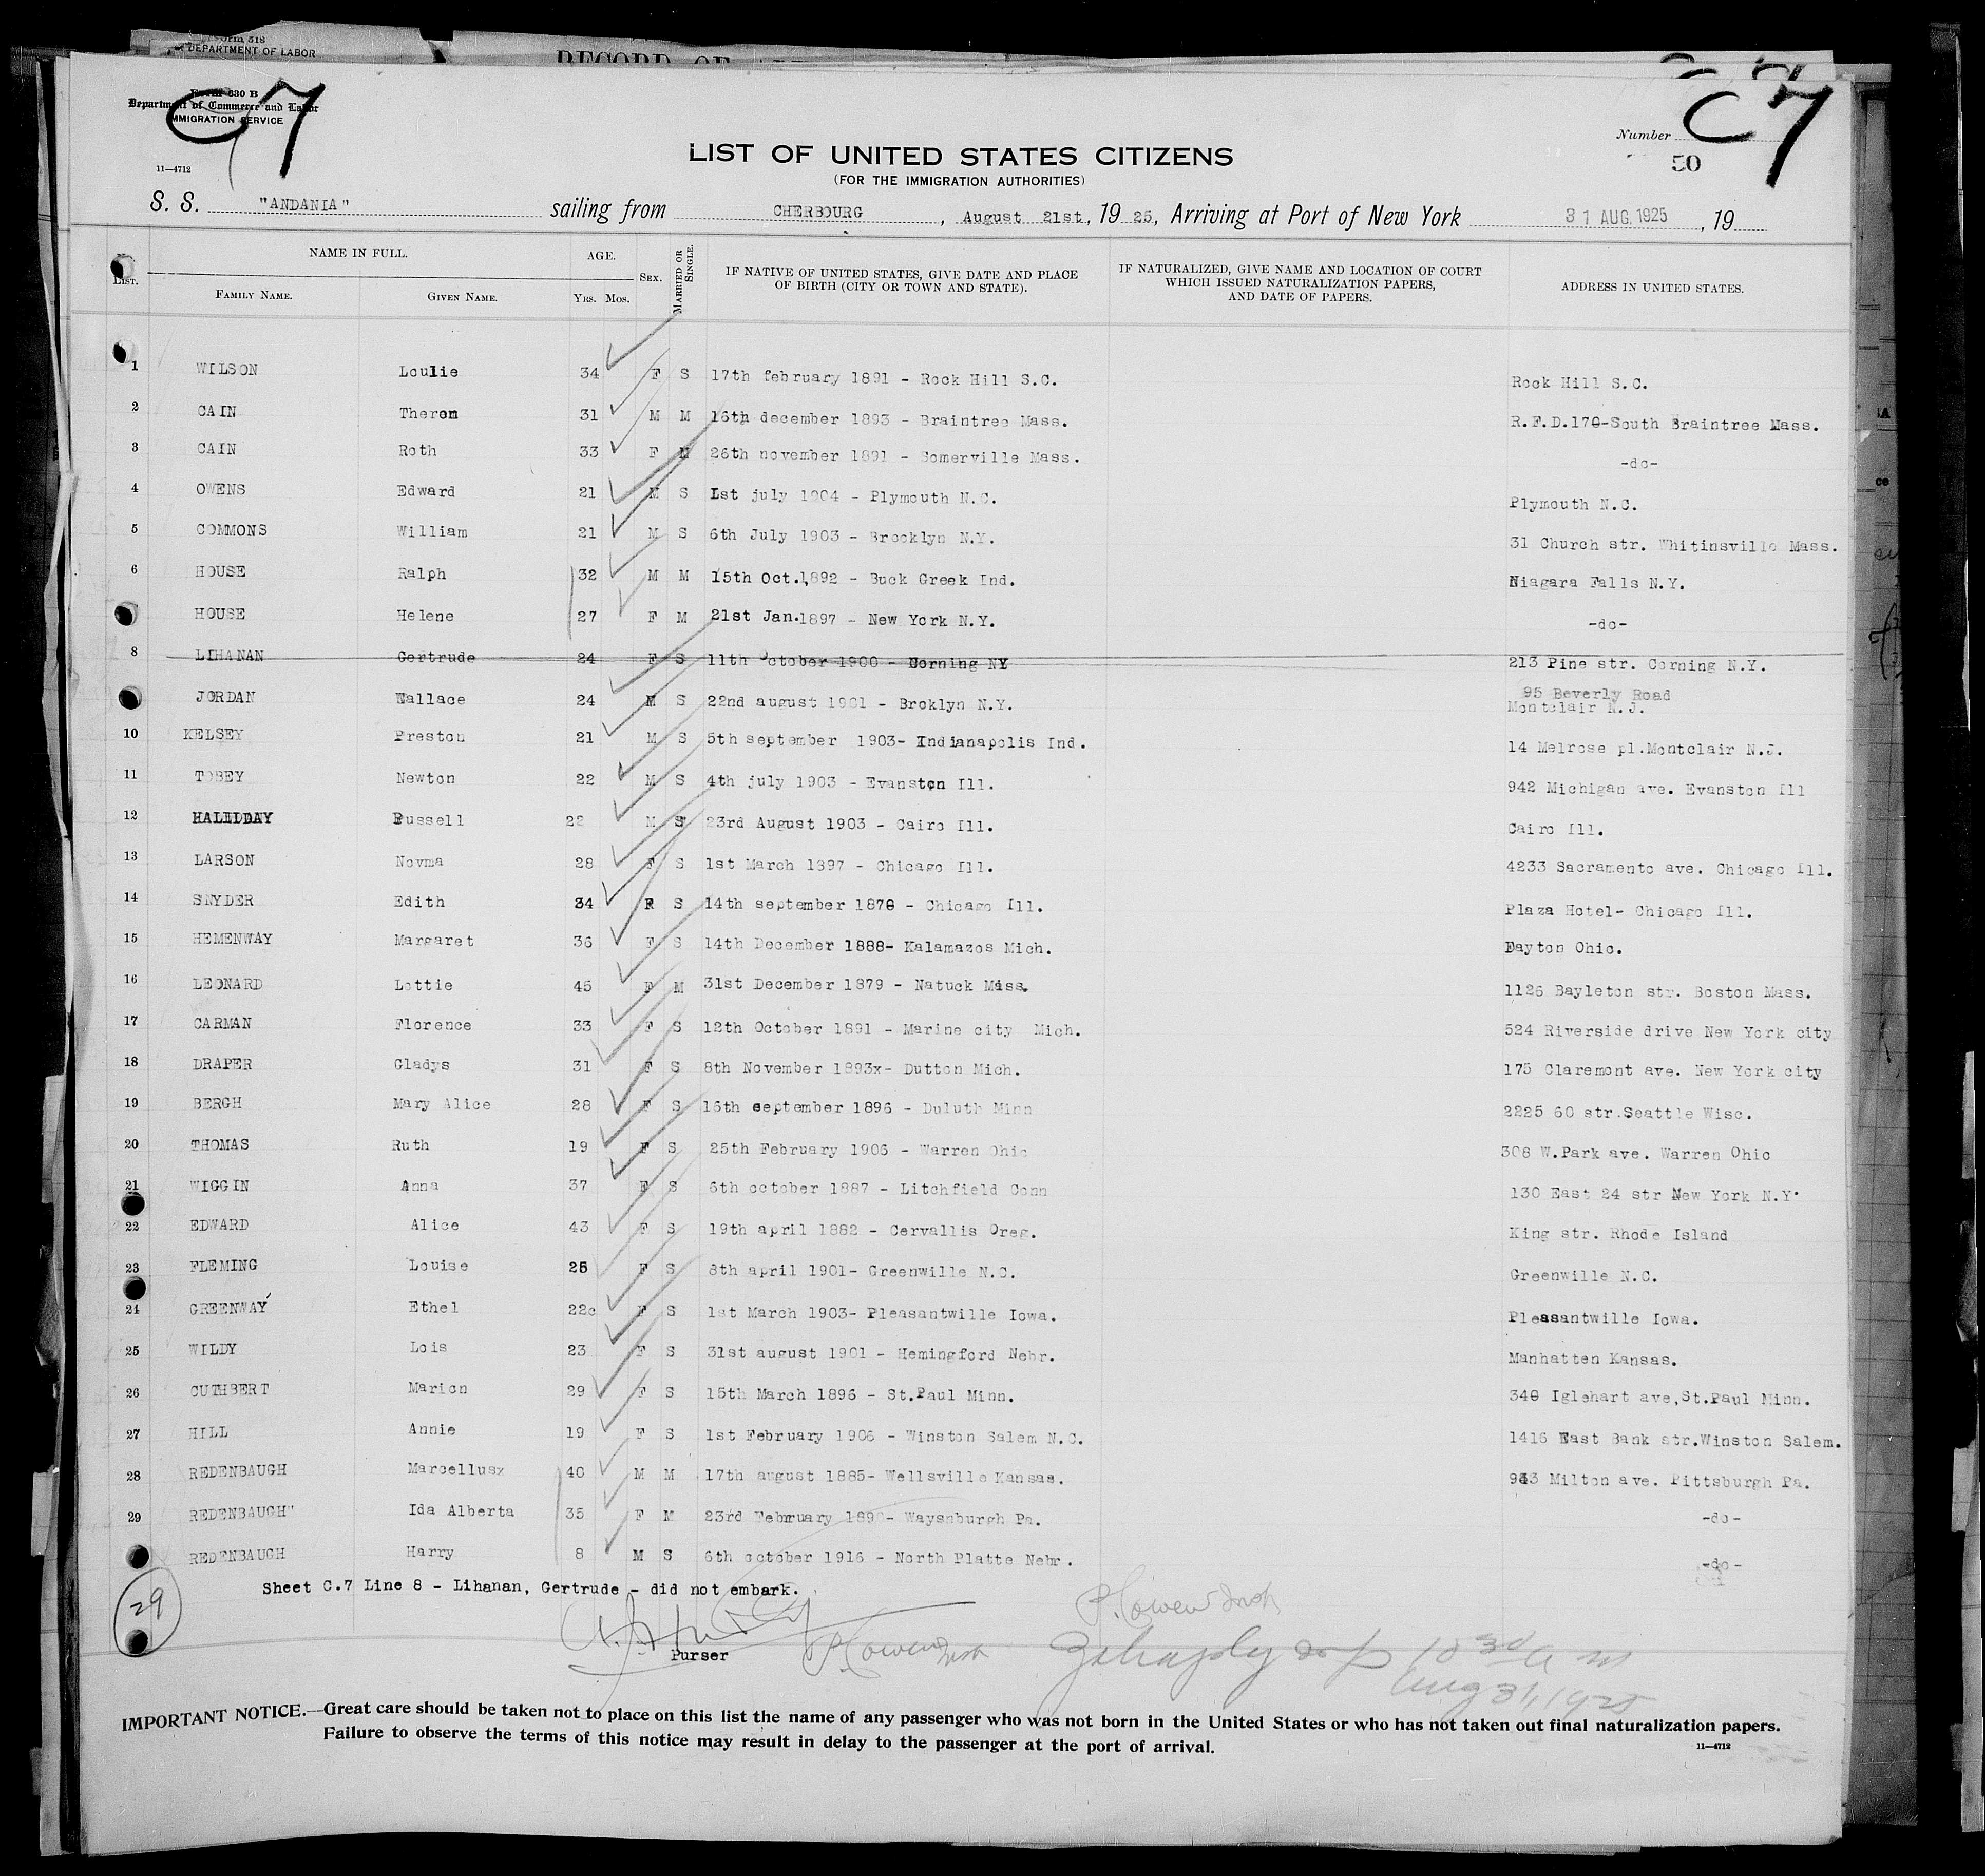 Form 518
DEPARTMENT OF LABOR
RECORD OF
Form 630 B
Department of Commerce and Labor
IMMIGRATION SERVICE
C7
C7
11—4712
Number
50
LIST OF UNITED STATES CITIZENS
(FOR THE IMMIGRATION AUTHORITIES)
S. S. "ANDANIA" sailing from CHERBOURG, August 21st, 19 25, Arriving at Port of New York 31 AUG. 1925, 19
LIST. NAME IN FULL. FAMILY NAME. GIVEN NAME. AGE. YRS. MOS. SEX. MARRIED OR SINGLE. IF NATIVE OF UNITED STATES, GIVE DATE AND PLACE OF BIRTH (CITY OR TOWN AND STATE). IF NATURALIZED, GIVE NAME AND LOCATION OF COURT WHICH ISSUED NATURALIZATION PAPERS, AND DATE OF PAPERS. ADDRESS IN UNITED STATES.
1 WILSON Loulie 34 F S 17th february 1891 - Rock Hill S.C. Rock Hill S.C.
2 CAIN Theron 31 M M 16th december 1893 - Braintree Mass. R.F.D.170-South Braintree Mass.
3 CAIN Roth 33 F M 26th november 1891 - Somerville Mass. -do-
4 OWENS Edward 21 M S Ist july 1904 - Plymouth N.C. Plymouth N.C.
5 COMMONS William 21 M S 6th July 1903 - Brooklyn N.Y. 31 Church str. Whitinsville Mass.
6 HOUSE Ralph 32 M M 15th Oct.,1892 - Buck Greek Ind. Niagara Falls N.Y.
HOUSE Helene 27 F M 21st Jan.1897 - New York N.Y. -do-
8 LIHANAN Gertrude 24 F S 11th October 1900 - Corning NY 213 Pine str. Corning N.Y.
JORDAN Wallace 24 M S 22nd august 1901 - Broklyn N.Y. 95 Beverly Road
Montclair N.J.
10 KELSEY Preston 21 M S 5th september 1903- Indianapolis Ind. 14 Melrose pl.Montclair N.J.
11 TOBEY Newton 22 M S 4th july 1903 - Evanston Ill. 942 Michigan ave. Evanston Ill
12 HALLIDAY Russell 22 M S 23rd August 1903 - Cairo Ill. Cairo Ill.
13 LARSON Novma 28 F S 1st March 1897 - Chicago Ill. 4233 Sacramento ave. Chicago Ill.
14 SNYDER Edith 34 F S 14th september 1870 - Chicago Ill. Plaza Hotel- Chicago Ill.
15 HEMENWAY Margaret 36 F S 14th December 1888- Kalamazos Mich. Dayton Ohio.
16 LEONARD Lottie 45 F M 31st December 1879 - Natuck Mass. 1126 Bayleton str. Boston Mass.
17 CARMAN Florence 33 F S 12th October 1891 - Marine city Mich. 524 Riverside drive New York city
18 DRAPER Gladys 31 F S 8th November 1893x- Dutton Mich. 175 Claremont ave. New York city
19 BERGH Mary Alice 28 F S 16th september 1896 - Duluth Minn 2225 60 str.Seattle Wisc.
20 THOMAS Ruth 19 F S 25th February 1906 - Warren Ohio 308 W.Park ave. Warren Ohio
21 WIGGIN Anna 37 F S 6th october 1887 - Litchfield Conn 130 East 24 str New York N.Y.
22 EDWARD Alice 43 F S 19th april 1882 - Cervallis Oreg. King str. Rhode Island
23 FLEMING Louise 25 F S 8th april 1901- Greenwille N.C. Greenwille N.C.
24 GREENWAY Ethel 22c F S 1st March 1903- Pleasantwille Iowa. Pleasantwille Iowa.
25 WILDY Lois 23 F S 31st august 1901 - Hemingford Nebr. Manhatten Kansas.
26 CUTHBERT Marion 29 F S 15th March 1896 - St.Paul Minn. 340 Iglehart ave,St.Paul Minn.
27 HILL Annie 19 F S 1st February 1906 - Winston Salem N.C. 1416 East Bank str.Winston Salem.
28 REDENBAUGH Marcellusx 40 M M 17th august 1885- Wellsville Kansas. 943 Milton ave. Pittsburgh Pa.
29 REDENBAUGH" Ida Alberta 35 F M 23rd February 1890- Waysnburgh Pa. -do-
REDENBAUGH Harry 8 M S 6th october 1916 - North Platte Nebr. -do-
29
Sheet C.7 Line 8 - Lihanan, Gertrude - did not embark.
Purser
10 30 a m
Aug 31, 1925
IMPORTANT NOTICE.—Great care should be taken not to place on this list the name of any passenger who was not born in the United States or who has not taken out final naturalization papers.
Failure to observe the terms of this notice may result in delay to the passenger at the port of arrival.
11—4712